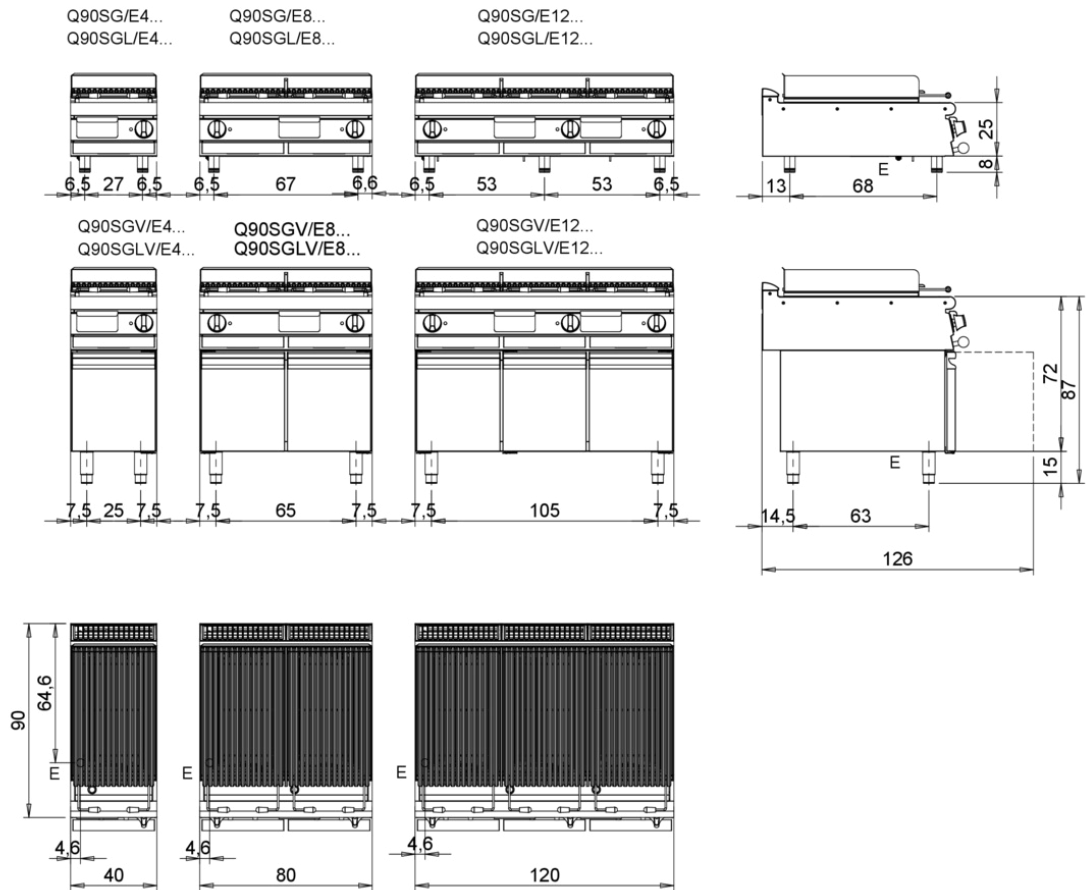 Q90SG/E4...
Q90SGL/E4...
Q90SG/E8...
Q90SGL/E8...
Q90SG/E12...
Q90SGL/E12...
25
8
E
6,5 27 6,5
6,5 67 6,6
6,5 53 53 6,5
13 68
Q90SGV/E4...
Q90SGLV/E4...
Q90SGV/E8...
Q90SGLV/E8...
Q90SGV/E12...
Q90SGLV/E12...
72
87
E
15
7,5 25 7,5
7,5 65 7,5
7,5 105 7,5
14,5 63
126
90
64,6
E
E
E
4,6
4,6
4,6
40
80
120